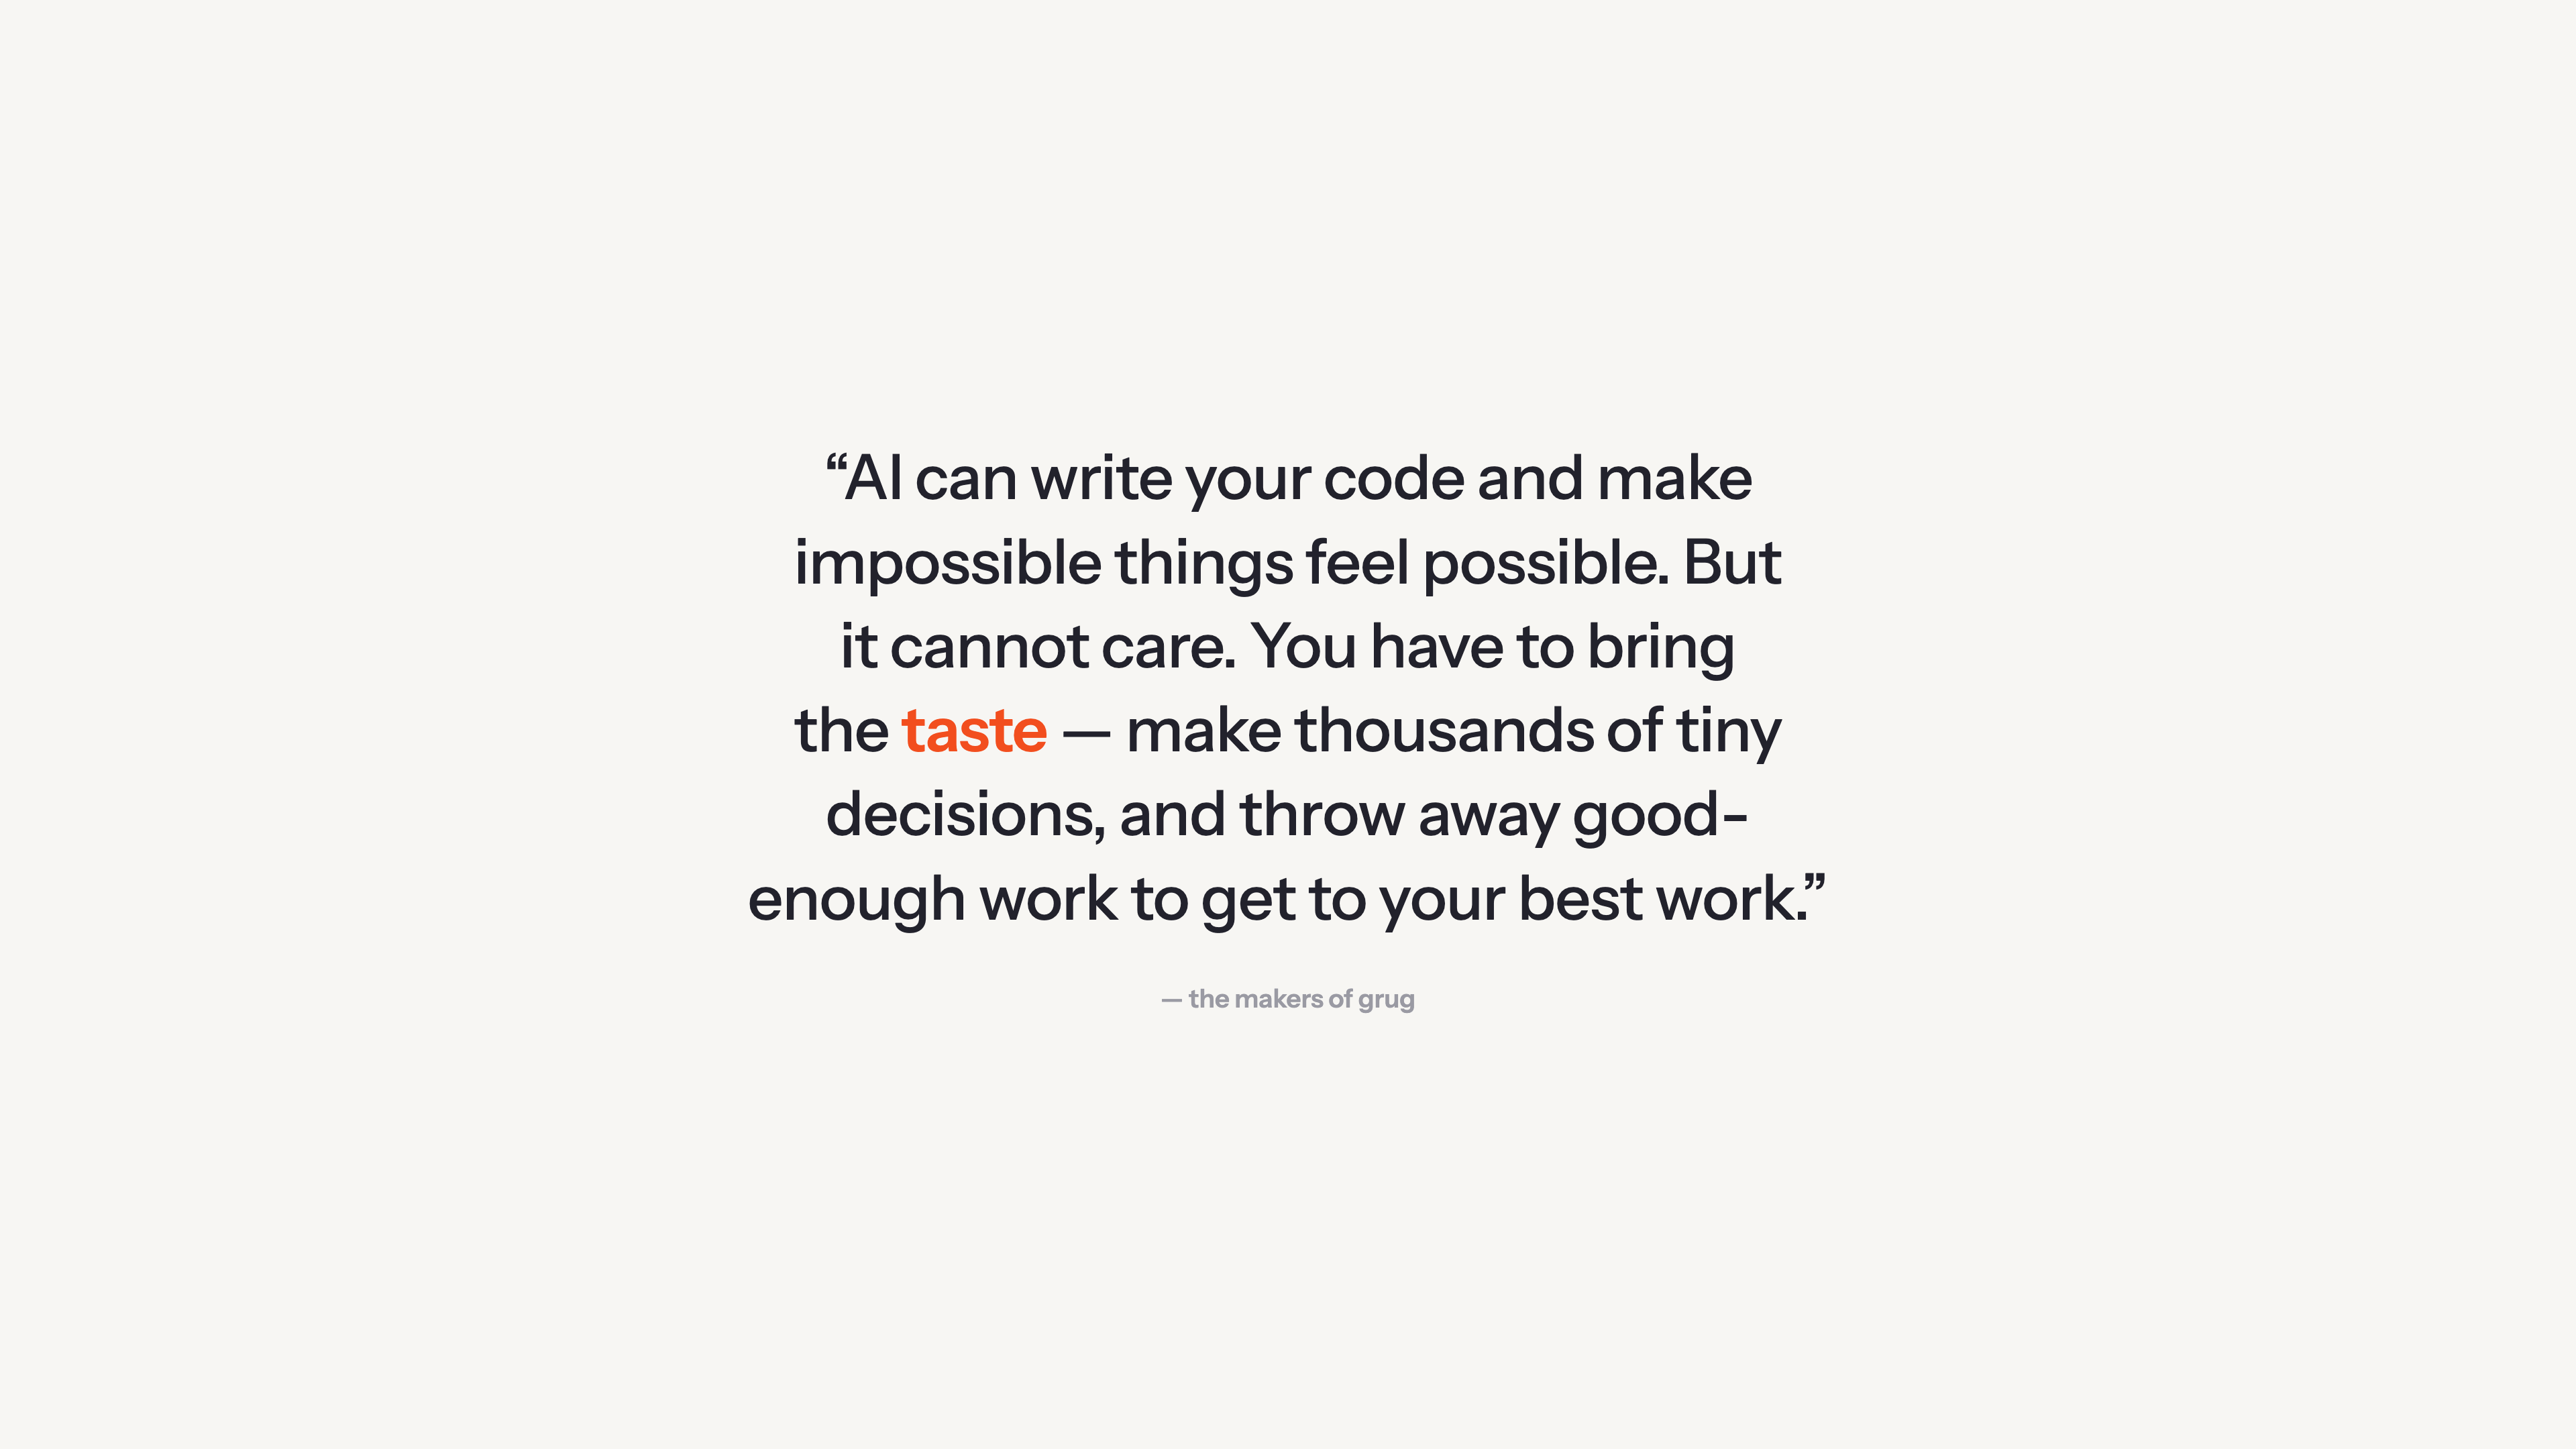 “AI can write your code and make
impossible things feel possible. But
it cannot care. You have to bring
the taste — make thousands of tiny
decisions, and throw away good-
enough work to get to your best work.”
— the makers of grug